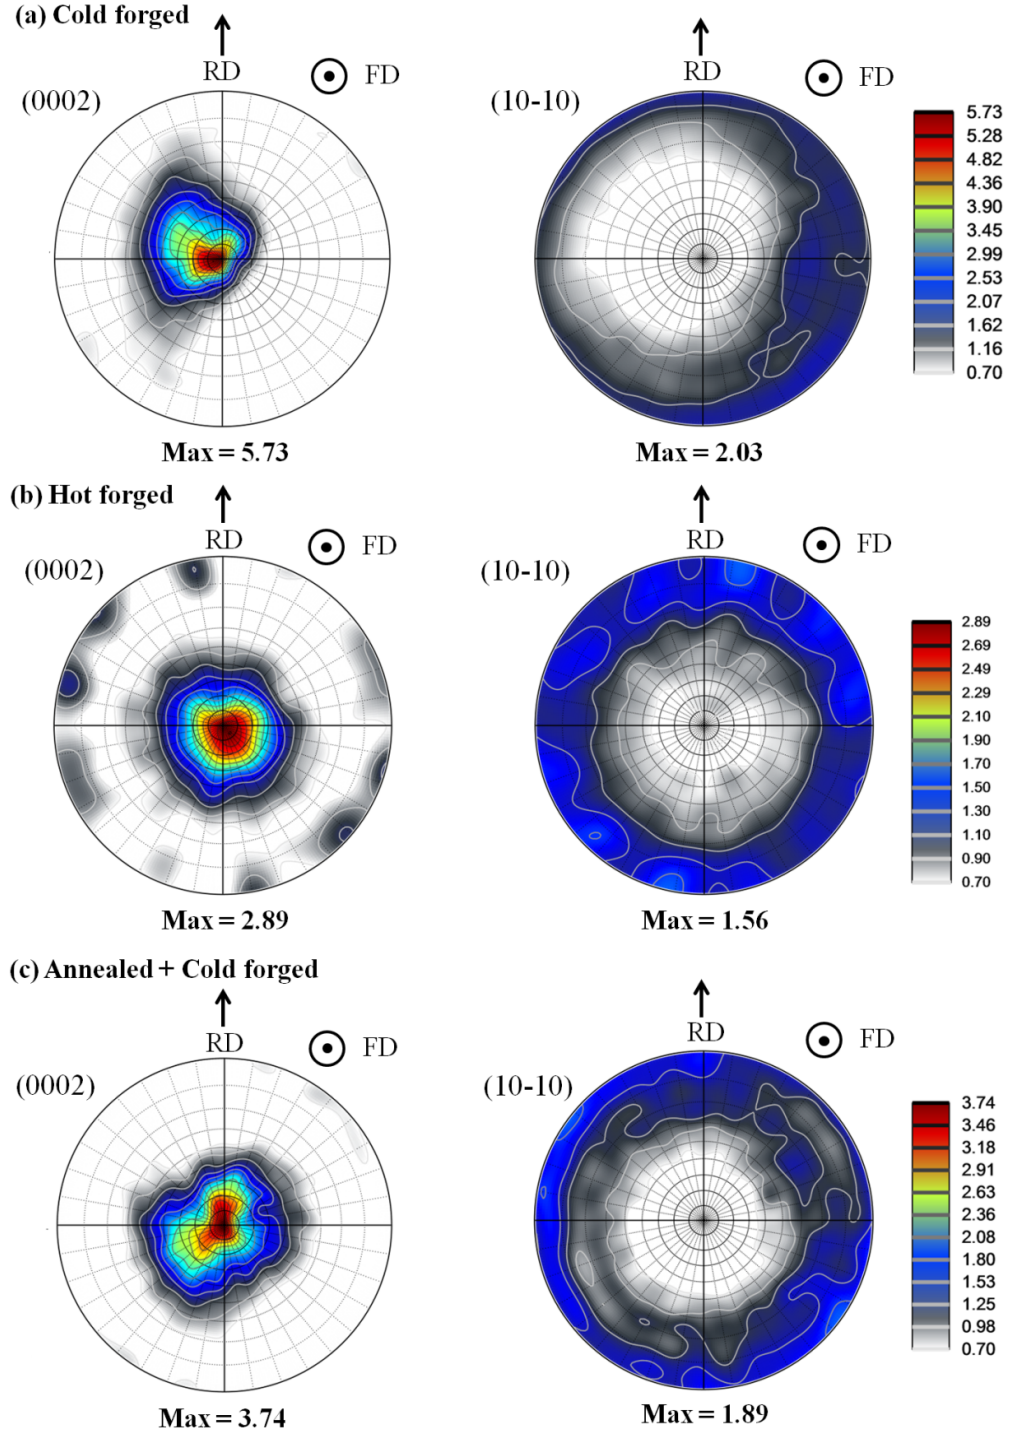 (a) Cold forged
RD
FD
(0002)
RD
FD
(10-10)
5.73
5.28
4.82
4.36
3.90
3.45
2.99
2.53
2.07
1.62
1.16
0.70
Max = 5.73
Max = 2.03
(b) Hot forged
RD
FD
(0002)
RD
FD
(10-10)
2.89
2.69
2.49
2.29
2.10
1.90
1.70
1.50
1.30
1.10
0.90
0.70
Max = 2.89
Max = 1.56
(c) Annealed + Cold forged
RD
FD
(0002)
RD
FD
(10-10)
3.74
3.46
3.18
2.91
2.63
2.36
2.08
1.80
1.53
1.25
0.98
0.70
Max = 3.74
Max = 1.89